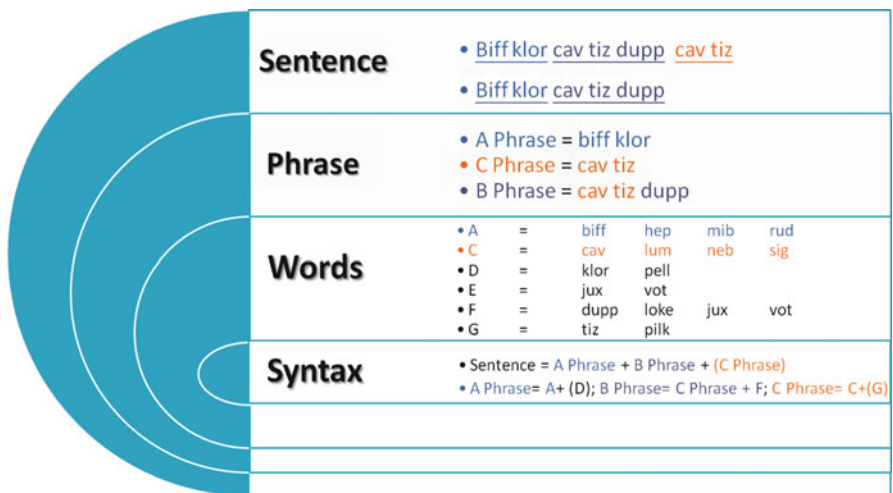 Sentence
• Biff klor cav tiz dupp cav tiz
• Biff klor cav tiz dupp
Phrase
• A Phrase = biff klor
• C Phrase = cav tiz
• B Phrase = cav tiz dupp
Words
• A = biff hep mib rud
• C = cav lum neb sig
• D = klor pell
• E = jux vot
• F = dupp loke jux vot
• G = tiz pilk
Syntax
• Sentence = A Phrase + B Phrase + (C Phrase)
• A Phrase= A+ (D); B Phrase= C Phrase + F; C Phrase= C+(G)